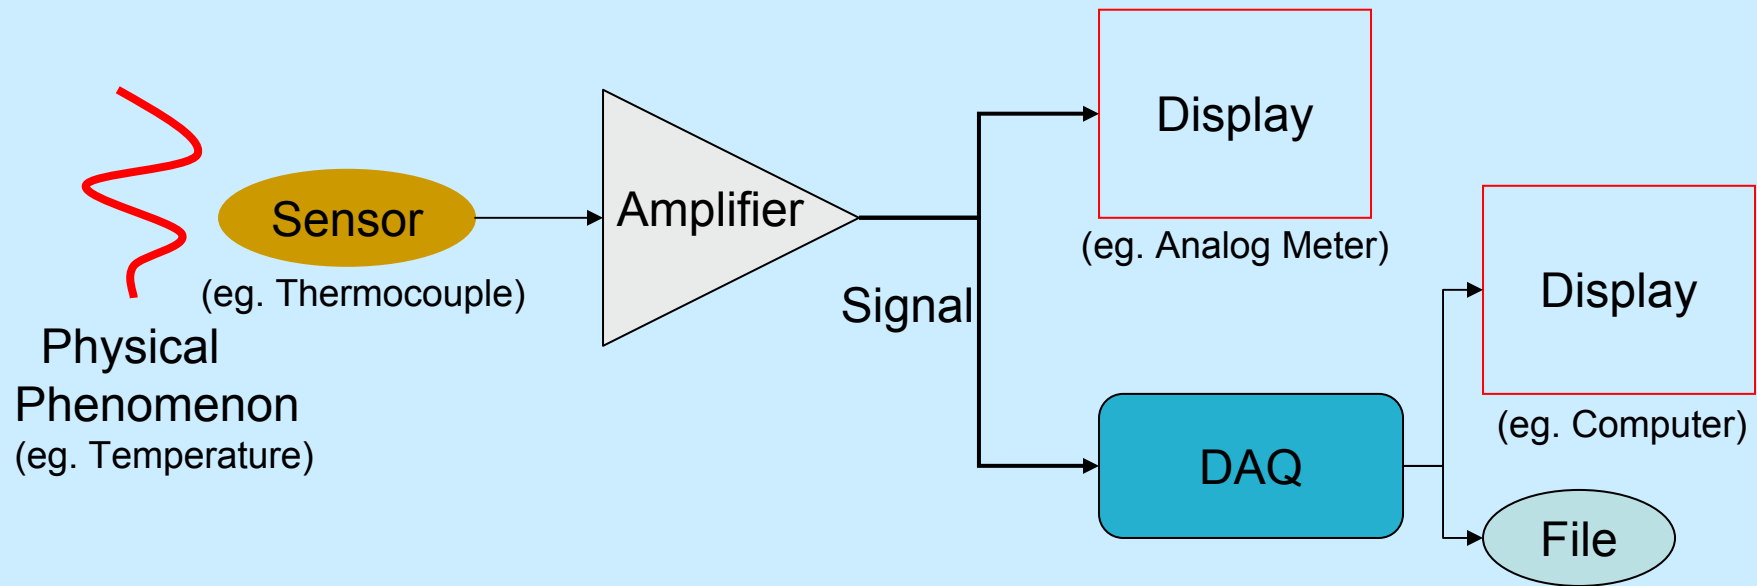 Physical
Phenomenon
(eg. Temperature)
Sensor
(eg. Thermocouple)
Amplifier
Signal
Display
(eg. Analog Meter)
DAQ
Display
(eg. Computer)
File